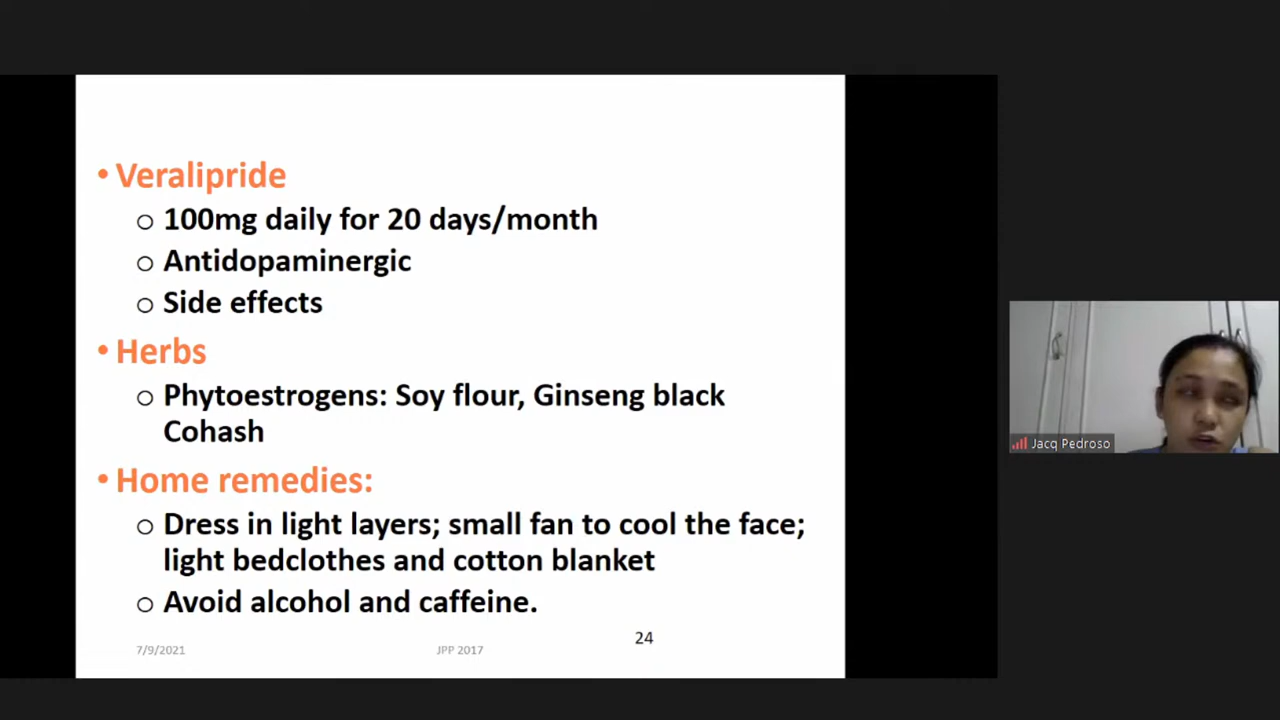 • Veralipride
o 100mg daily for 20 days/month
o Antidopaminergic
o Side effects
• Herbs
o Phytoestrogens: Soy flour, Ginseng black
Cohash
• Home remedies:
o Dress in light layers; small fan to cool the face;
light bedclothes and cotton blanket
o Avoid alcohol and caffeine.
7/9/2021
JPP 2017
24
Jacq Pedroso